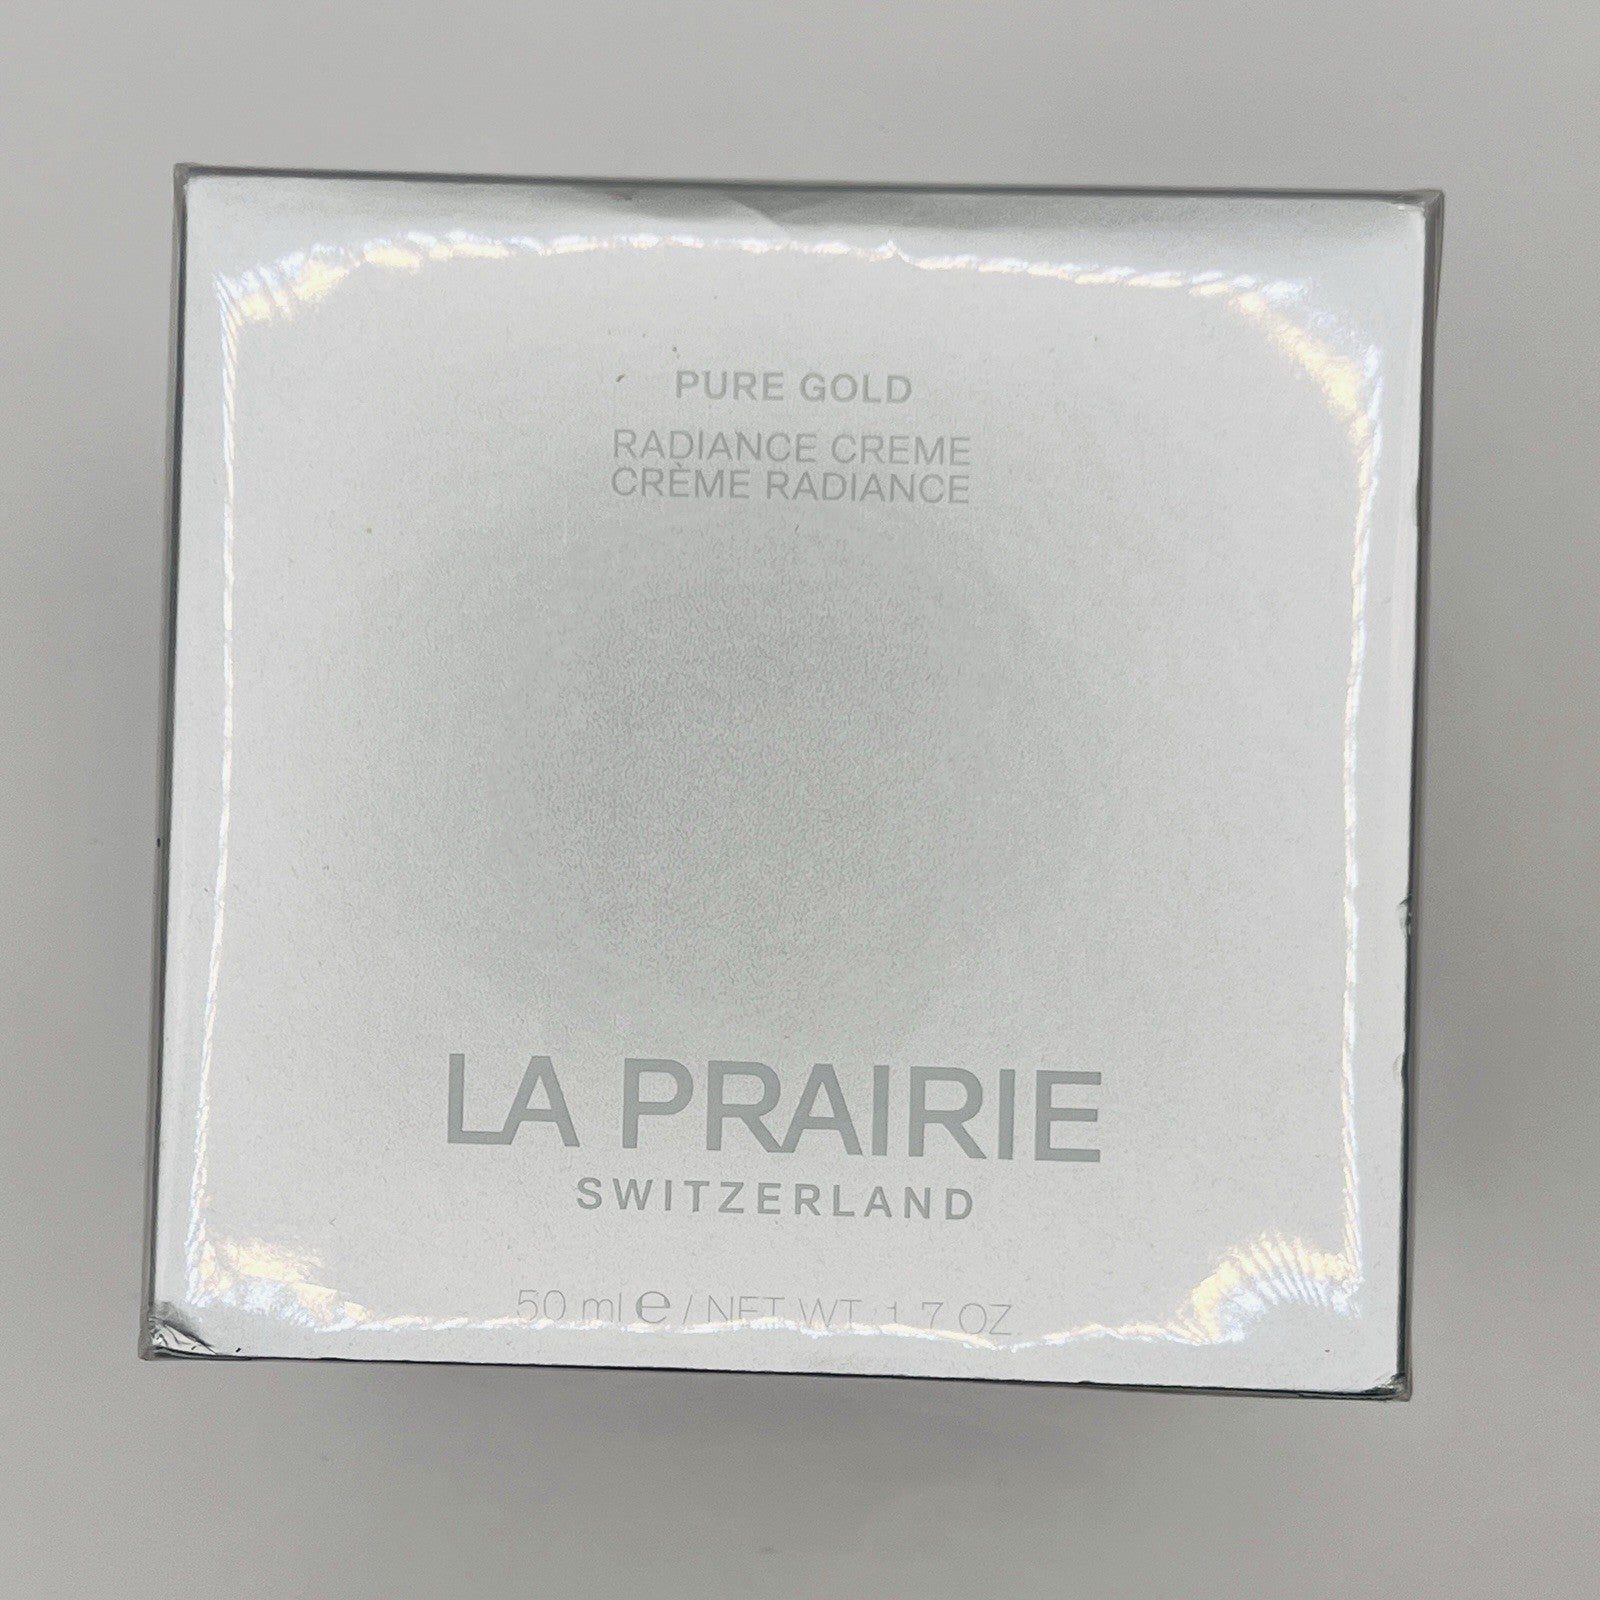 PURE GOLD
RADIANCE CREME
CRÈME RADIANCE
LA PRAIRIE
SWITZERLAND
50 ml e / NET WT. 1.7 OZ